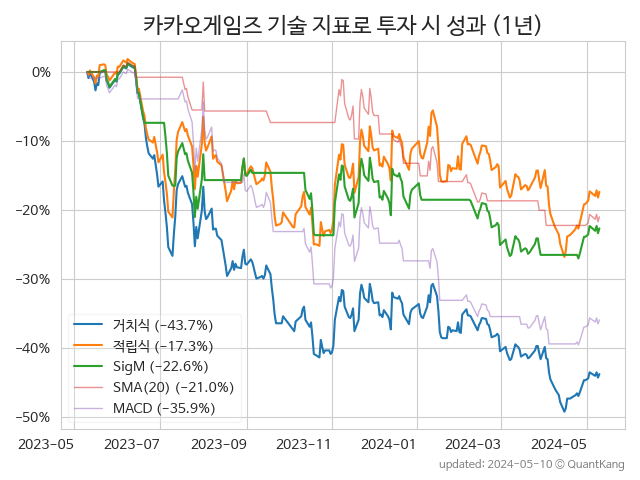 카카오게임즈 기술 지표로 투자 시 성과 (1년)
0%
−10%
−20%
−30%
−40%
−50%
거치식 (−43.7%)
적립식 (−17.3%)
SigM (−22.6%)
SMA(20) (−21.0%)
MACD (−35.9%)
2023-05
2023-07
2023-09
2023-11
2024-01
2024-03
2024-05
updated: 2024-05-10 ⓒ QuantKang